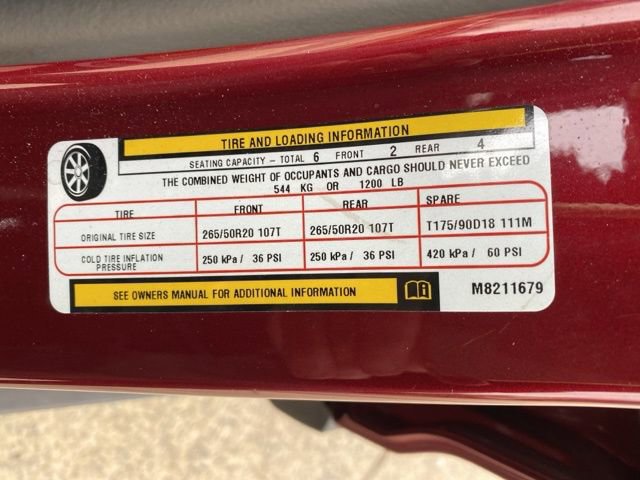 TIRE AND LOADING INFORMATION
SEATING CAPACITY - TOTAL 6 FRONT 2 REAR 4
THE COMBINED WEIGHT OF OCCUPANTS AND CARGO SHOULD NEVER EXCEED
544 KG OR 1200 LB
TIRE FRONT REAR SPARE
ORIGINAL TIRE SIZE 265/50R20 107T 265/50R20 107T T175/90D18 111M
COLD TIRE INFLATION PRESSURE 250 kPa / 36 PSI 250 kPa / 36 PSI 420 kPa / 60 PSI
SEE OWNERS MANUAL FOR ADDITIONAL INFORMATION M8211679